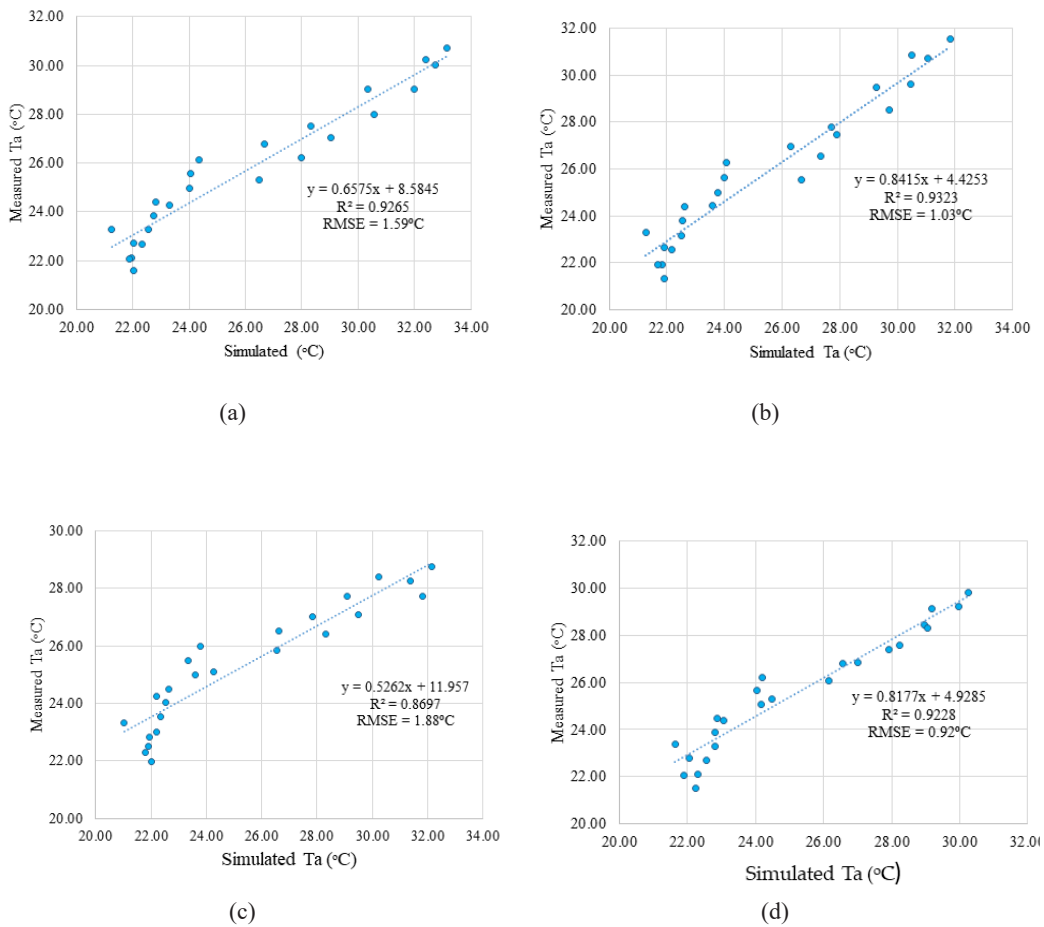 32.00
30.00
28.00
26.00
24.00
22.00
20.00
Measured Ta (°C)
y = 0.6575x + 8.5845
R² = 0.9265
RMSE = 1.59ºC
20.00 22.00 24.00 26.00 28.00 30.00 32.00 34.00
Simulated (°C)
(a)
32.00
30.00
28.00
26.00
24.00
22.00
20.00
Measured Ta (°C)
y = 0.8415x + 4.4253
R² = 0.9323
RMSE = 1.03ºC
20.00 22.00 24.00 26.00 28.00 30.00 32.00 34.00
Simulated Ta (°C)
(b)
30.00
28.00
26.00
24.00
22.00
20.00
Measured Ta (°C)
y = 0.5262x + 11.957
R² = 0.8697
RMSE = 1.88ºC
20.00 22.00 24.00 26.00 28.00 30.00 32.00 34.00
Simulated Ta (°C)
(c)
32.00
30.00
28.00
26.00
24.00
22.00
20.00
Measured Ta (°C)
y = 0.8177x + 4.9285
R² = 0.9228
RMSE = 0.92ºC
20.00 22.00 24.00 26.00 28.00 30.00 32.00
Simulated Ta (°C)
(d)